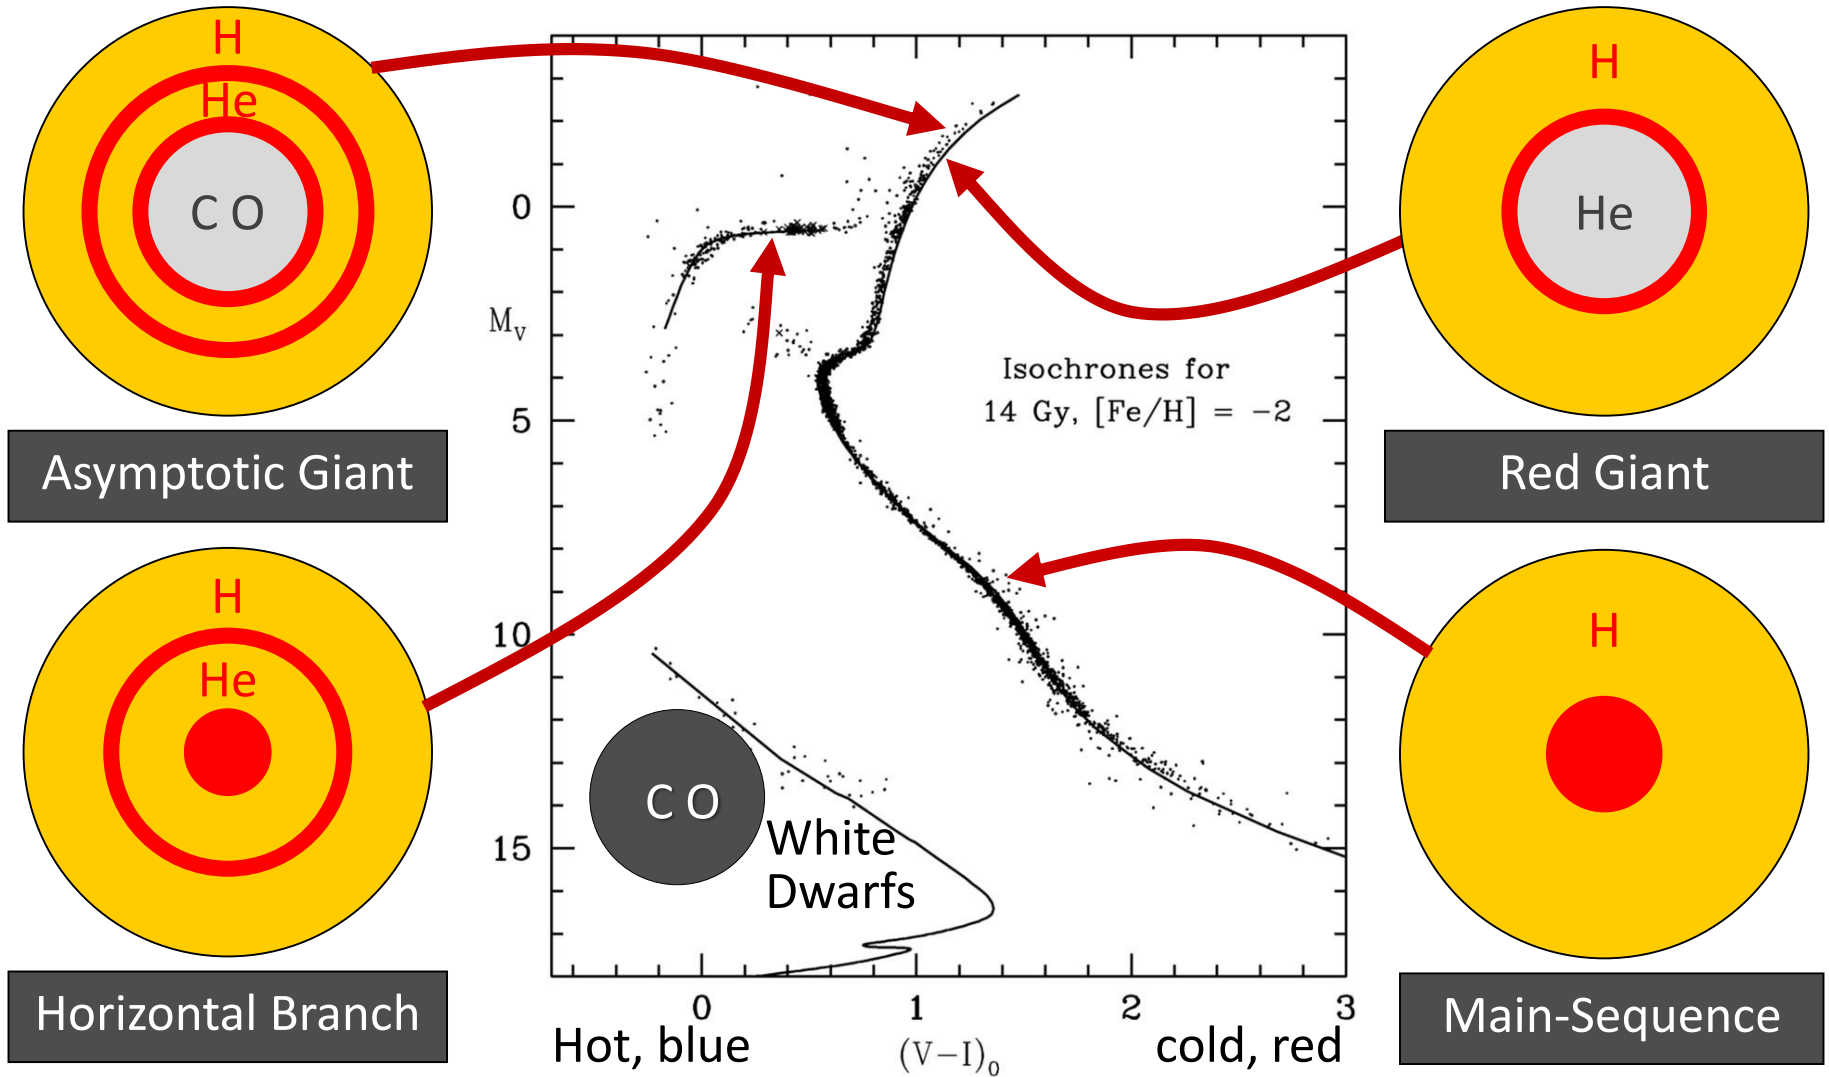 H
He
C O
Asymptotic Giant
H
He
Horizontal Branch
0
5
10
15
M_V
Isochrones for
14 Gy, [Fe/H] = -2
C O
White
Dwarfs
0 1 2 3
Hot, blue
(V-I)₀
cold, red
H
He
Red Giant
H
Main-Sequence